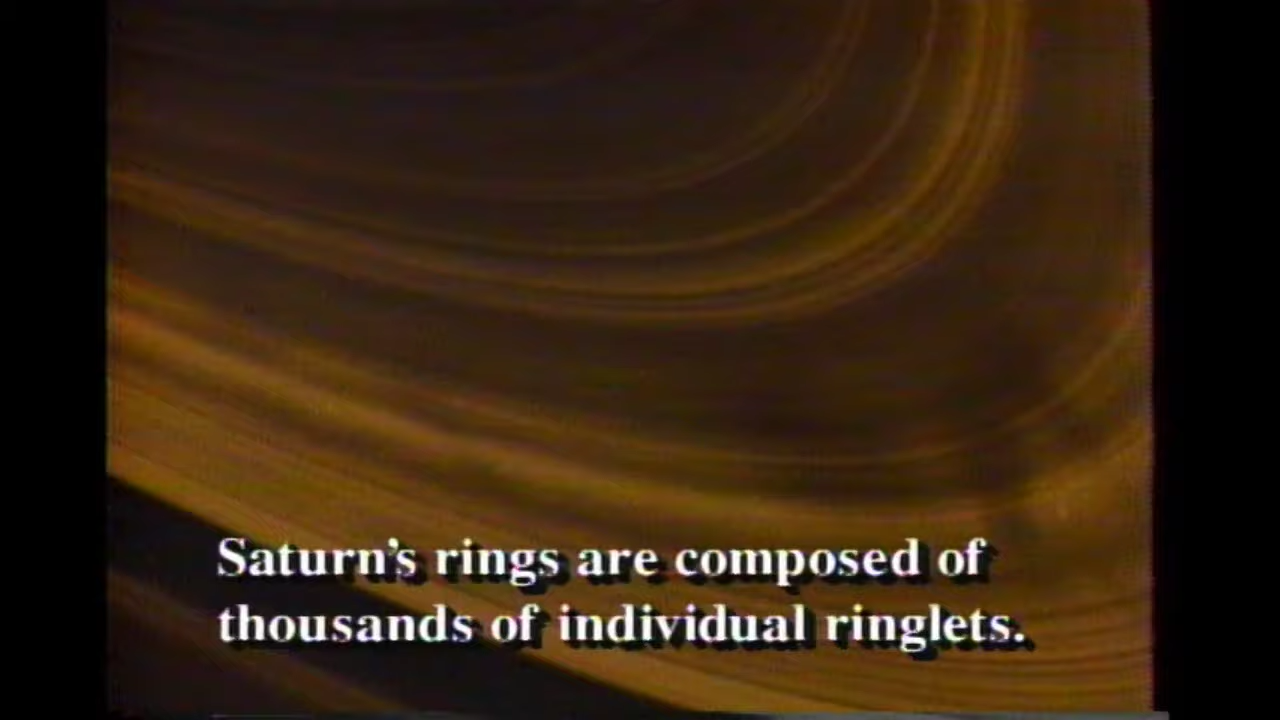 Saturn's rings are composed of
thousands of individual ringlets.